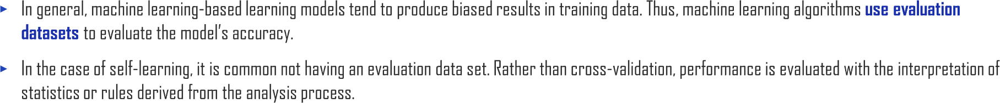 ▸ In general, machine learning-based learning models tend to produce biased results in training data. Thus, machine learning algorithms use evaluation
datasets to evaluate the model's accuracy.
▸ In the case of self-learning, it is common not having an evaluation data set. Rather than cross-validation, performance is evaluated with the interpretation of
statistics or rules derived from the analysis process.